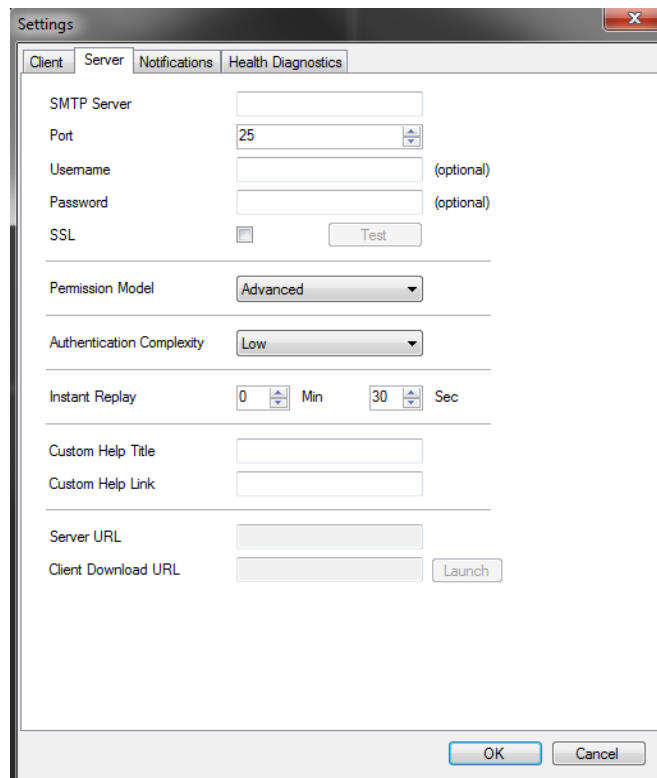 Settings
Client Server Notifications Health Diagnostics
SMTP Server
Port 25
Username (optional)
Password (optional)
SSL Test
Permission Model Advanced
Authentication Complexity Low
Instant Replay 0 Min 30 Sec
Custom Help Title
Custom Help Link
Server URL
Client Download URL Launch
OK Cancel